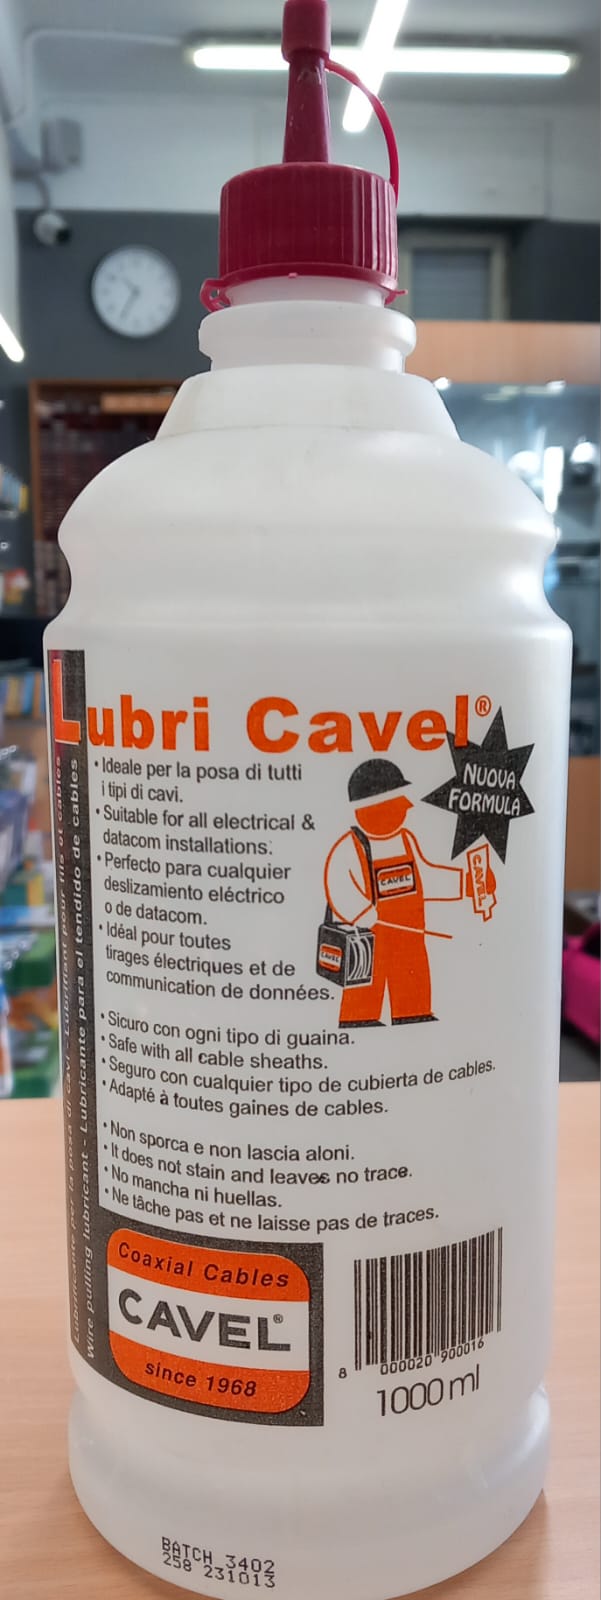 Lubri Cavel®
NUOVA
FORMULA
• Ideale per la posa di tutti
i tipi di cavi.
• Suitable for all electrical &
datacom installations.
• Perfecto para cualquier
deslizamiento eléctrico
o de datacom.
• Idéal pour toutes
tirages électriques et de
communication de données.
CAVEL
CAVEL
CAVEL
• Sicuro con ogni tipo di guaina.
• Safe with all cable sheaths.
• Seguro con cualquier tipo de cubierta de cables.
• Adapté à toutes gaines de cables.
• Non sporca e non lascia aloni.
• It does not stain and leaves no trace.
• No mancha ni huellas.
• Ne tâche pas et ne laisse pas de traces.
Lubrificante per la posa di cavi - Lubrifiant pour fils et cables
Wire pulling lubricant - Lubricante para el tendido de cables
Coaxial Cables
CAVEL®
since 1968
8 000020 900016
1000 ml
BATCH 3402
258 231013